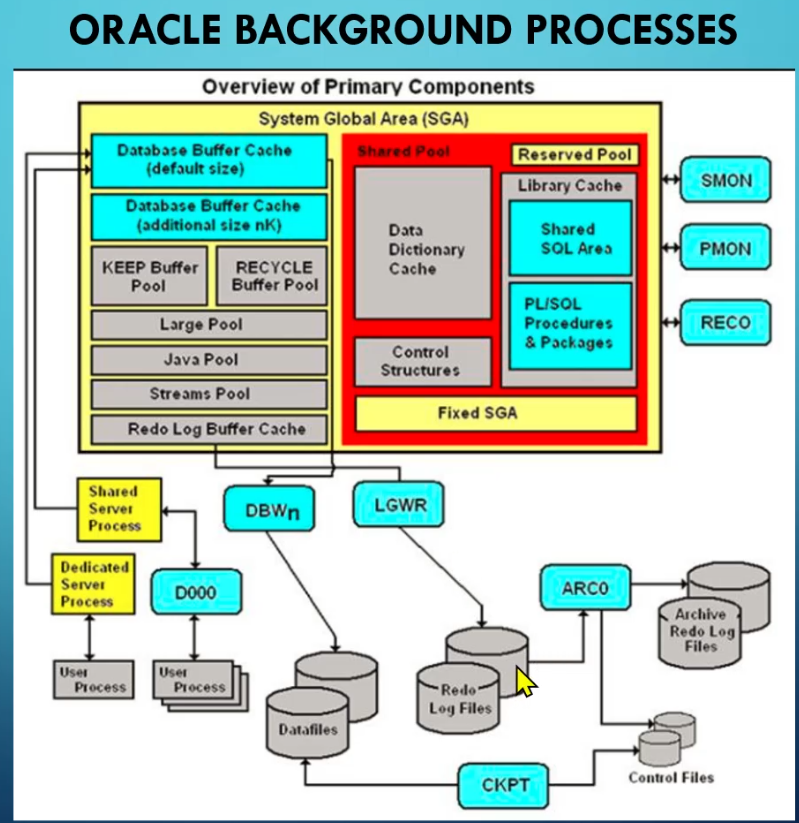 ORACLE BACKGROUND PROCESSES
Overview of Primary Components
System Global Area (SGA)
Database Buffer Cache
(default size)
Database Buffer Cache
(additional size nK)
KEEP Buffer
Pool
RECYCLE
Buffer Pool
Large Pool
Java Pool
Streams Pool
Redo Log Buffer Cache
Shared Pool
Reserved Pool
Data
Dictionary
Cache
Library Cache
Shared
SQL Area
PL/SQL
Procedures
& Packages
Control
Structures
Fixed SGA
SMON
PMON
RECO
Shared
Server
Process
DBWn
LGWR
Dedicated
Server
Process
D000
ARC0
Archive
Redo Log
Files
User
Process
User
Process
Redo
Log Files
Datafiles
CKPT
Control Files